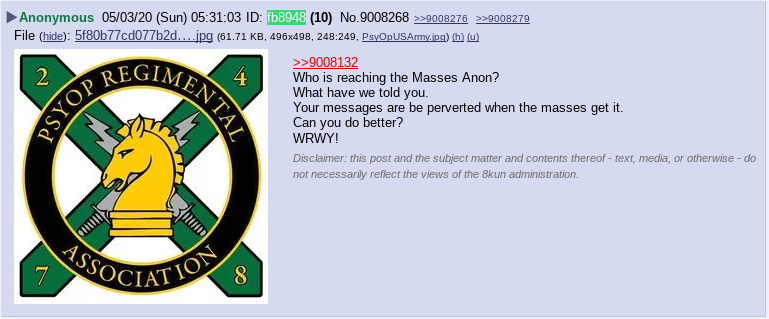 Anonymous 05/03/20 (Sun) 05:31:03 ID: fb8948 (10) No.9008268 >>9008276 >>9008279
File (hide): 5f80b77cd077b2d….jpg (61.71 KB, 496x498, 248:249, PsyOpUSArmy.jpg) (h) (u)
2 4
PSYOP REGIMENTAL
7 8
ASSOCIATION
>>9008132
Who is reaching the Masses Anon?
What have we told you.
Your messages are be perverted when the masses get it.
Can you do better?
WRWY!
Disclaimer: this post and the subject matter and contents thereof - text, media, or otherwise - do
not necessarily reflect the views of the 8kun administration.